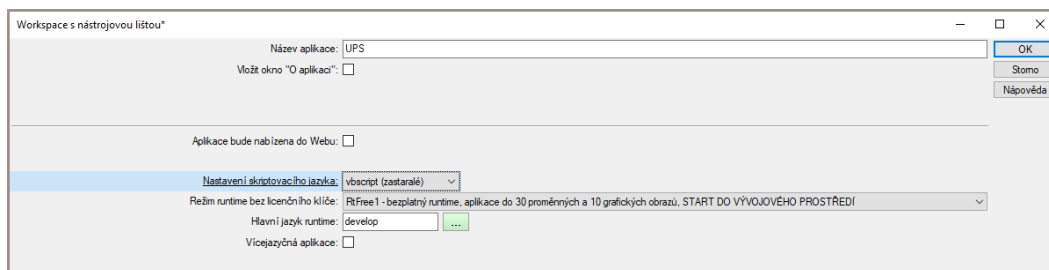 Workspace s nástrojovou lištou*
Název aplikace: UPS
OK
Vložit okno "O aplikaci":
Storno
Nápověda
Aplikace bude nabízena do Webu:
Nastavení skriptovacího jazyka: vbscript (zastaralé)
Režim runtime bez licenčního klíče: RtFree1 - bezplatný runtime, aplikace do 30 proměnných a 10 grafických obrazů, START DO VÝVOJOVÉHO PROSTŘEDÍ
Hlavní jazyk runtime: develop ...
Vícejazyčná aplikace: